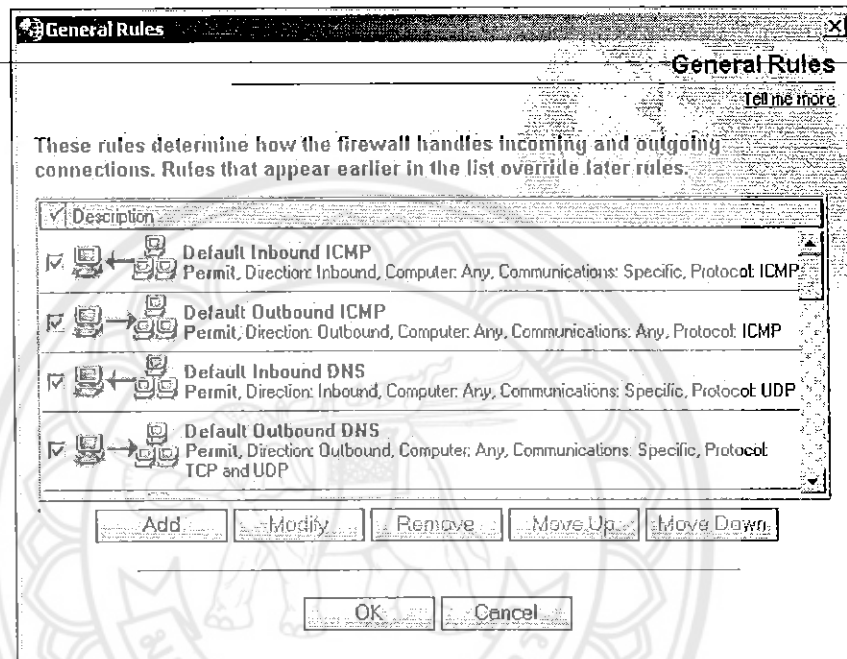 General Rules
General Rules
Tell me more
These rules determine how the firewall handles incoming and outgoing
connections. Rules that appear earlier in the list override later rules.
Description
Default Inbound ICMP
Permit, Direction: Inbound, Computer: Any, Communications: Specific, Protocol: ICMP
Default Outbound ICMP
Permit, Direction: Outbound, Computer: Any, Communications: Any, Protocol: ICMP
Default Inbound DNS
Permit, Direction: Inbound, Computer: Any, Communications: Specific, Protocol: UDP
Default Outbound DNS
Permit, Direction: Outbound, Computer: Any, Communications: Specific, Protocol:
TCP and UDP
Add Modify Remove Move Up Move Down
OK Cancel